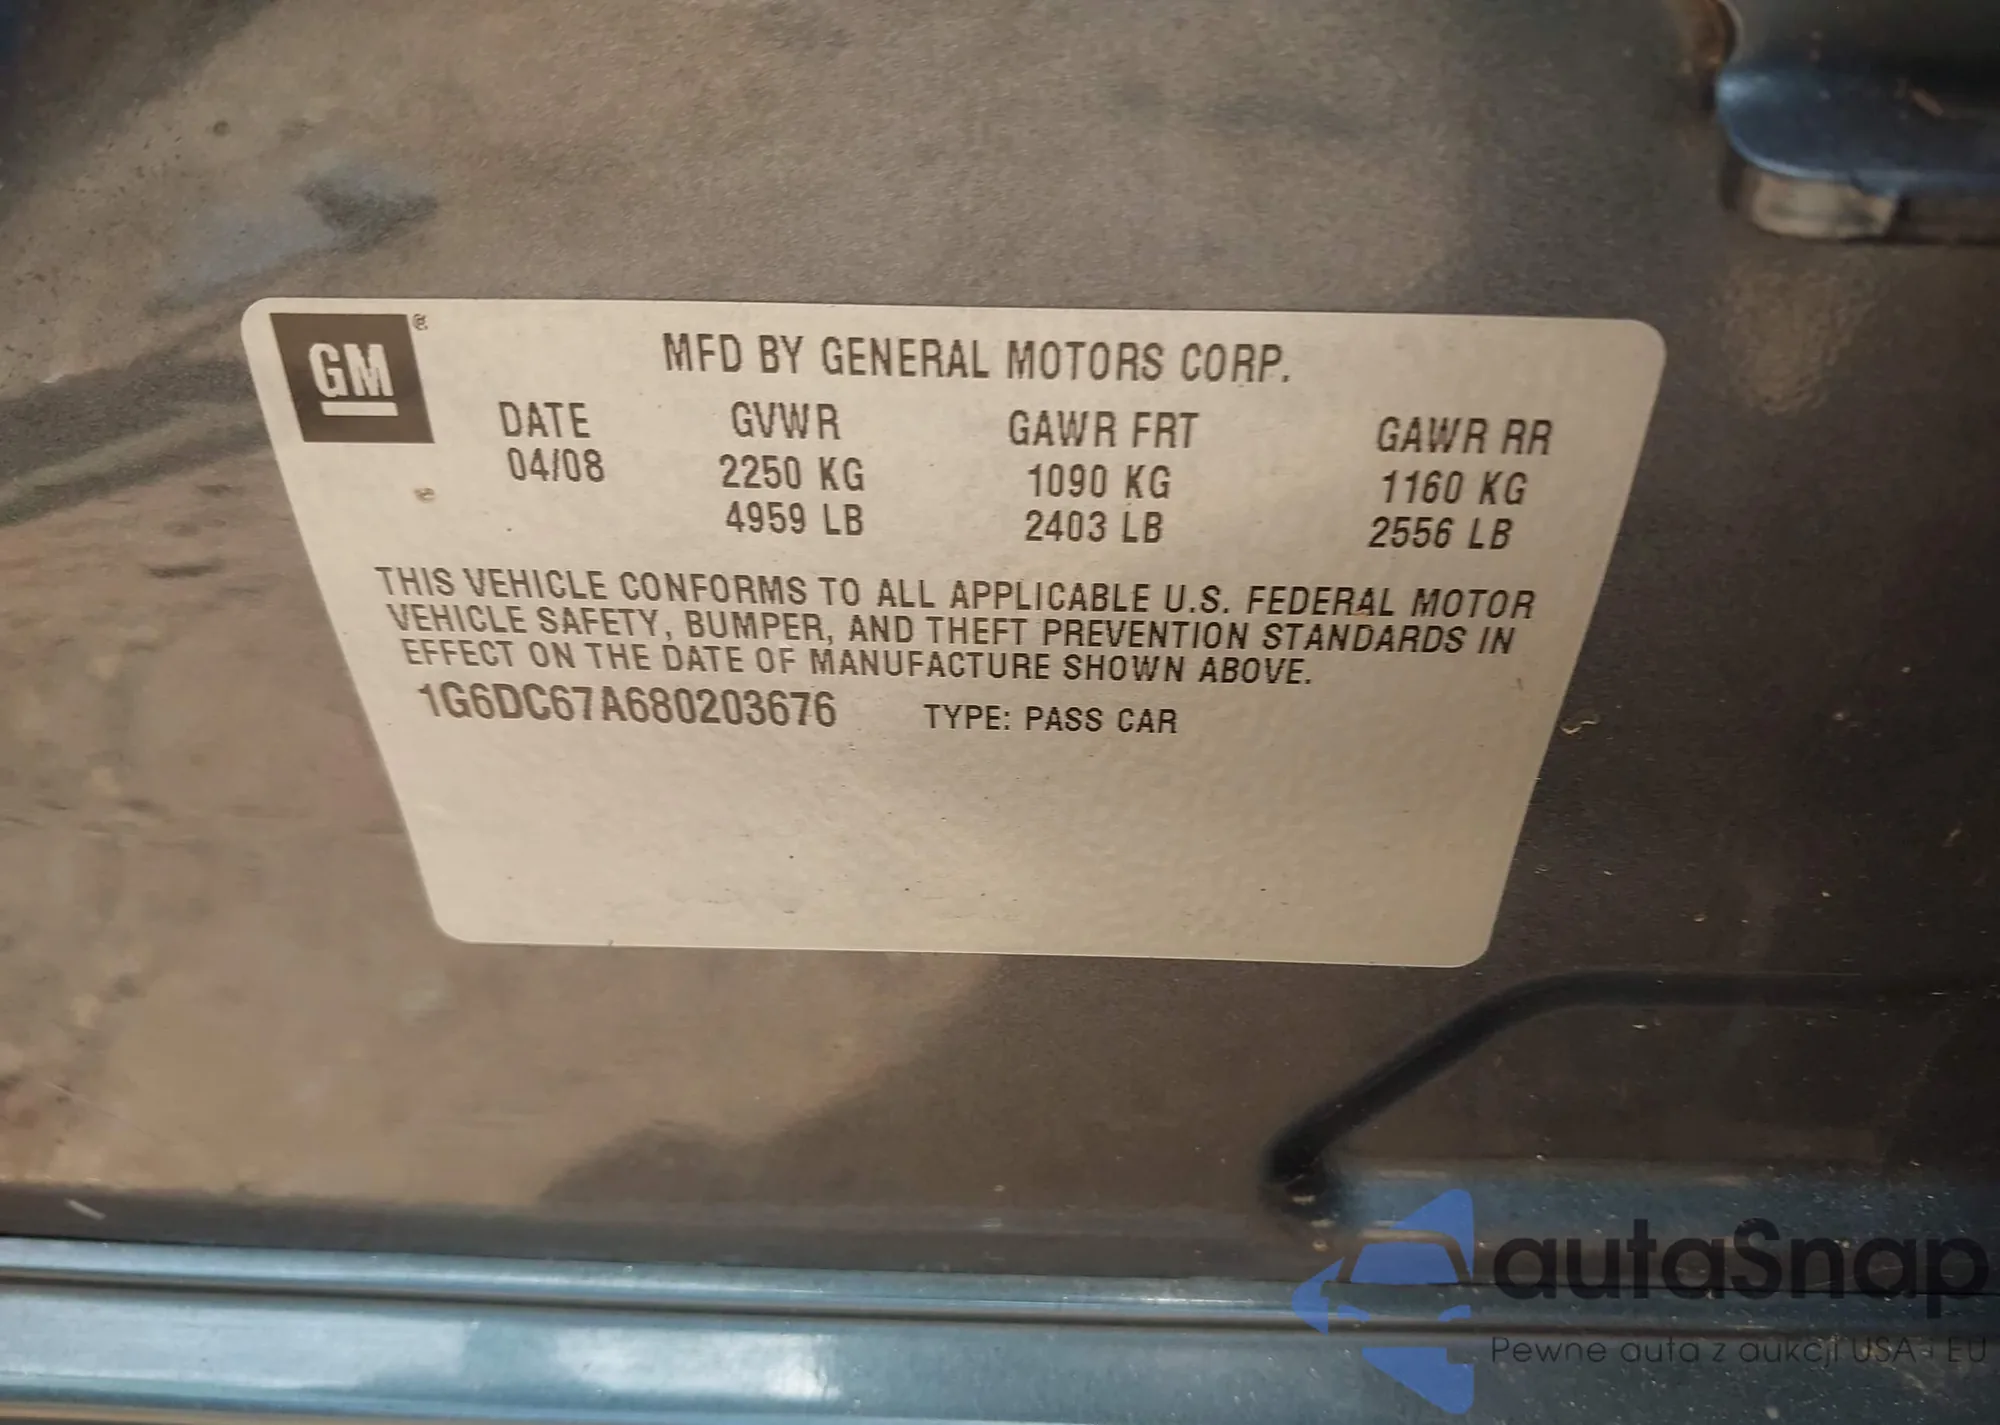 GM ®
MFD BY GENERAL MOTORS CORP.
DATE GVWR GAWR FRT GAWR RR
04/08 2250 KG 1090 KG 1160 KG
4959 LB 2403 LB 2556 LB
THIS VEHICLE CONFORMS TO ALL APPLICABLE U.S. FEDERAL MOTOR
VEHICLE SAFETY, BUMPER, AND THEFT PREVENTION STANDARDS IN
EFFECT ON THE DATE OF MANUFACTURE SHOWN ABOVE.
1G6DC67A680203676 TYPE: PASS CAR
autaSnap
Pewne auta z aukcji USA i EU